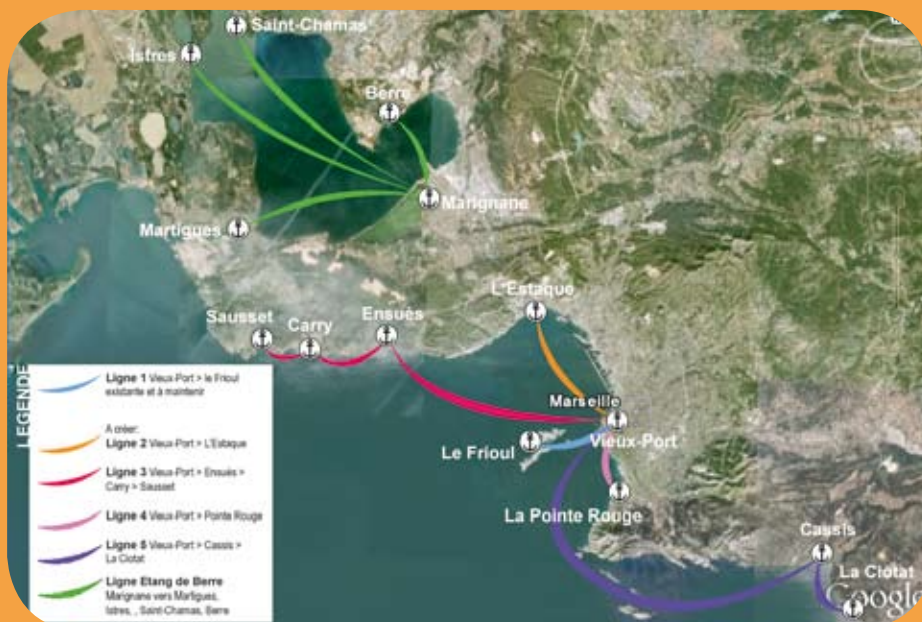 Saint-Chamas
Istres
Berre
Marignane
Martigues
L'Estaque
Sausset
Carry
Ensuès
Marseille
Vieux-Port
Le Frioul
La Pointe Rouge
Cassis
La Ciotat
Google
LEGENDE
Ligne 1 Vieux-Port > le Frioul
existante et à maintenir
A créer:
Ligne 2 Vieux-Port > L'Estaque
Ligne 3 Vieux-Port > Ensuès >
Carry > Sausset
Ligne 4 Vieux-Port > Pointe Rouge
Ligne 5 Vieux-Port > Cassis >
La Ciotat
Ligne Etang de Berre
Marignane vers Martigues,
Istres, , Saint-Chamas, Berre